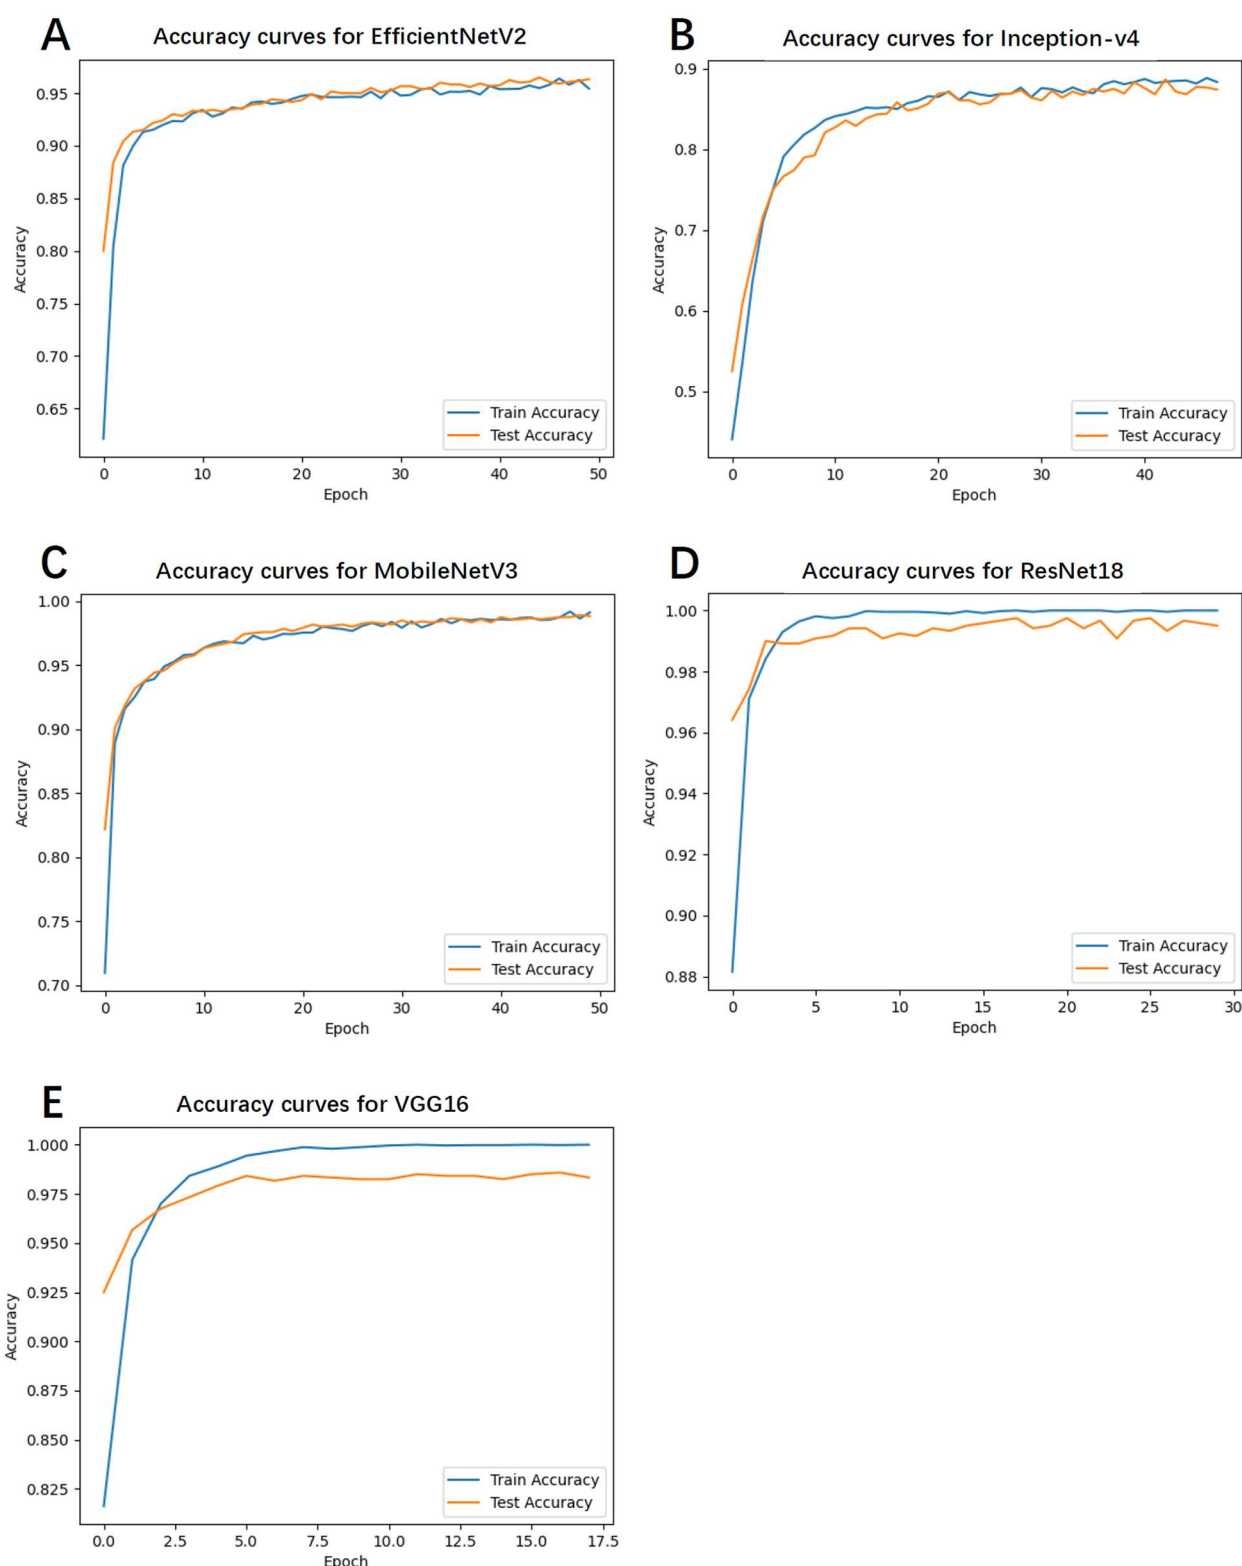 A
Accuracy curves for EfficientNetV2
0.95
0.90
0.85
0.80
0.75
0.70
0.65
Accuracy
Train Accuracy
Test Accuracy
0 10 20 30 40 50
Epoch
B
Accuracy curves for Inception-v4
0.9
0.8
0.7
0.6
0.5
Accuracy
Train Accuracy
Test Accuracy
0 10 20 30 40
Epoch
C
Accuracy curves for MobileNetV3
1.00
0.95
0.90
0.85
0.80
0.75
0.70
Accuracy
Train Accuracy
Test Accuracy
0 10 20 30 40 50
Epoch
D
Accuracy curves for ResNet18
1.00
0.98
0.96
0.94
0.92
0.90
0.88
Accuracy
Train Accuracy
Test Accuracy
0 5 10 15 20 25 30
Epoch
E
Accuracy curves for VGG16
1.000
0.975
0.950
0.925
0.900
0.875
0.850
0.825
Accuracy
Train Accuracy
Test Accuracy
0.0 2.5 5.0 7.5 10.0 12.5 15.0 17.5
Epoch